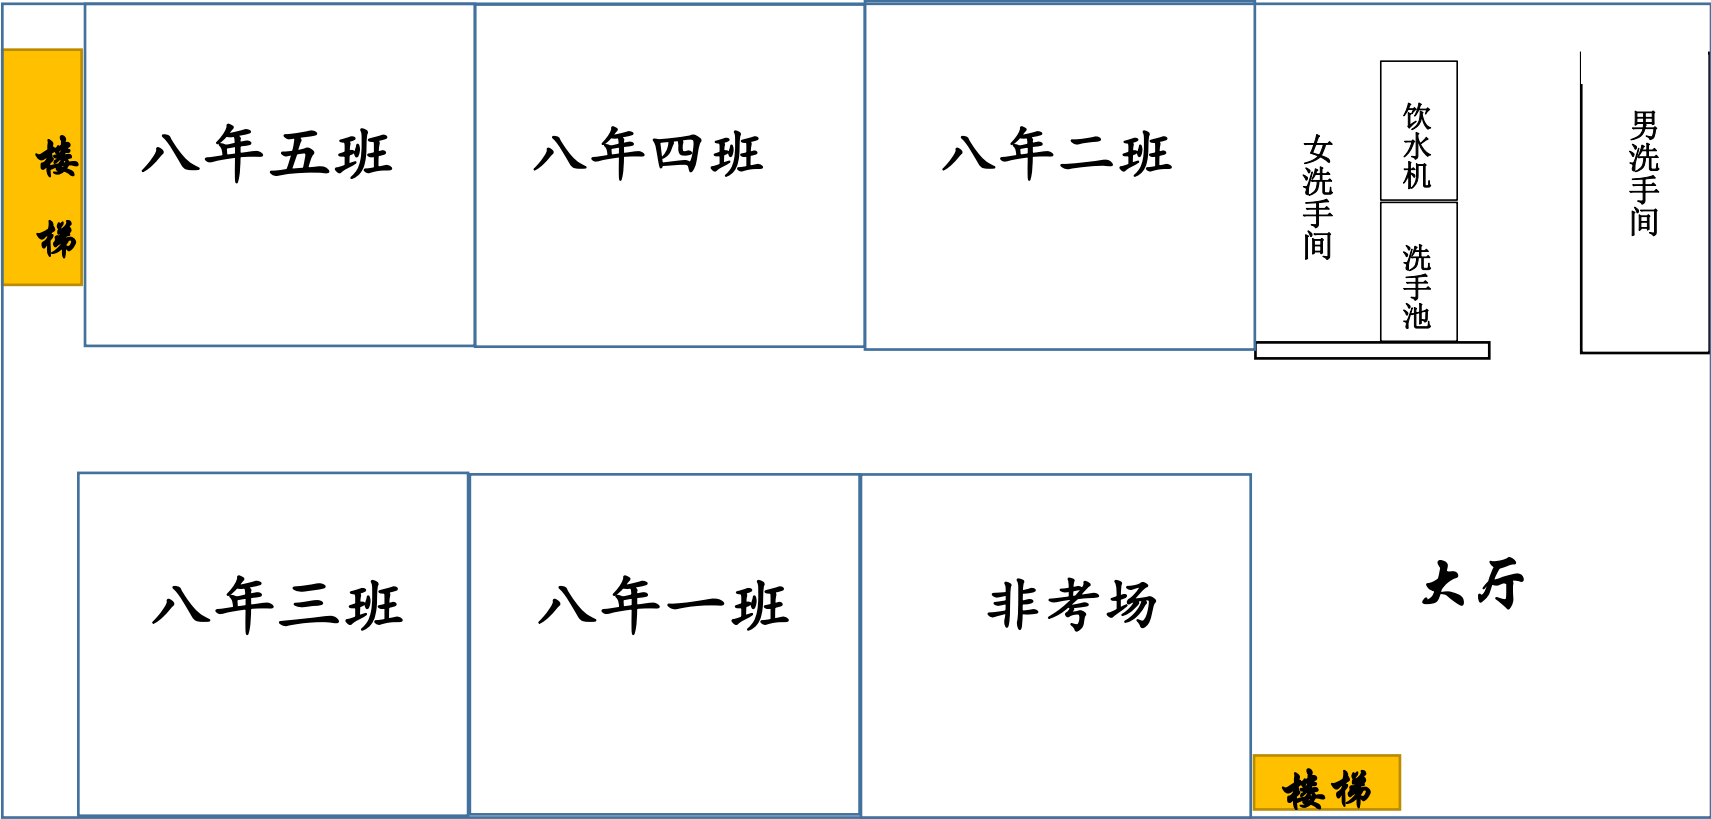 楼梯
八年五班
八年四班
八年二班
女洗手间
饮水机
洗手池
男洗手间
八年三班
八年一班
非考场
大厅
楼梯